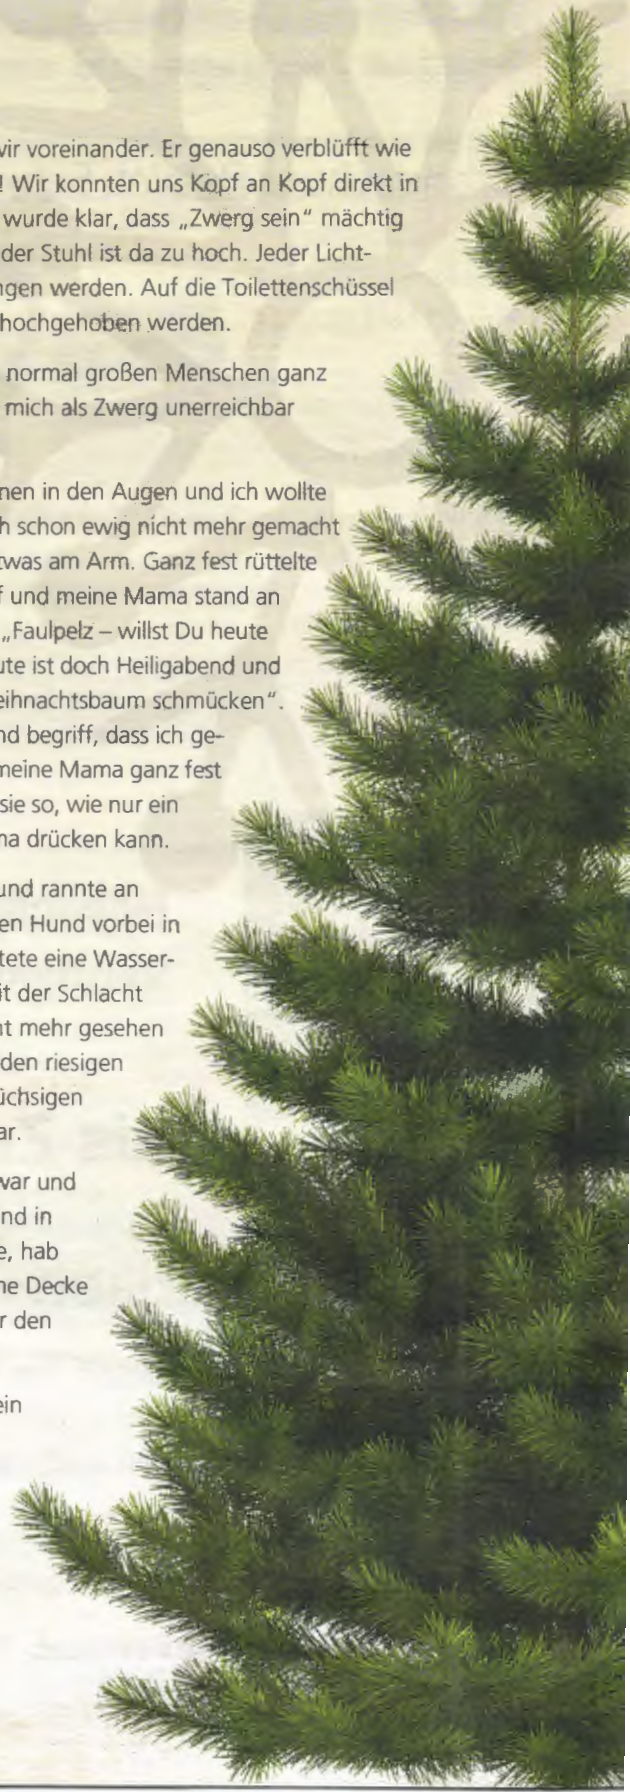 wir voreinander. Er genauso verblüfft wie
! Wir konnten uns Kopf an Kopf direkt in
wurde klar, dass „Zwerg sein“ mächtig
der Stuhl ist da zu hoch. Jeder Licht-
ngen werden. Auf die Toilettenschüssel
hochgehoben werden.
normal großen Menschen ganz
mich als Zwerg unerreichbar
nen in den Augen und ich wollte
h schon ewig nicht mehr gemacht
twas am Arm. Ganz fest rüttelte
f und meine Mama stand an
„Faulpelz – willst Du heute
ute ist doch Heiligabend und
eihnachtsbaum schmücken“.
nd begriff, dass ich ge-
meine Mama ganz fest
sie so, wie nur ein
ma drücken kann.
und rannte an
en Hund vorbei in
tete eine Wasser-
it der Schlacht
nt mehr gesehen
den riesigen
üchsigen
ar.
war und
nd in
e, hab
ne Decke
r den
ein